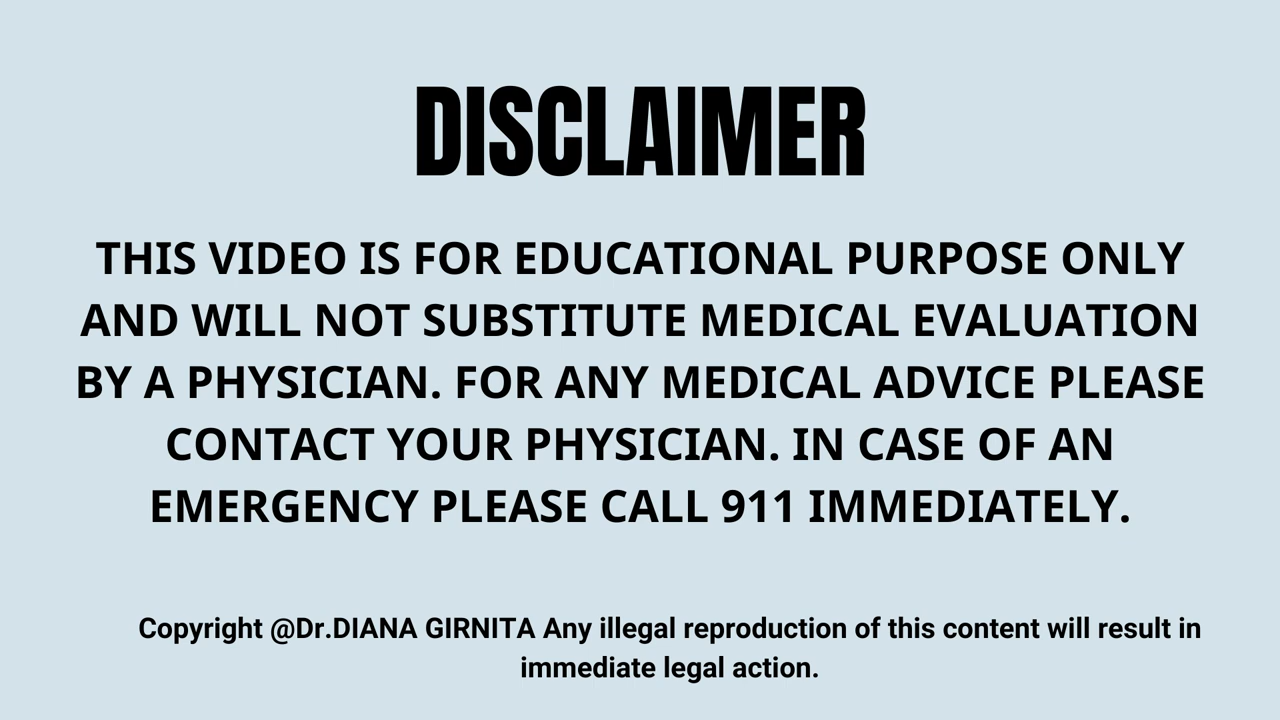 DISCLAIMER
THIS VIDEO IS FOR EDUCATIONAL PURPOSE ONLY
AND WILL NOT SUBSTITUTE MEDICAL EVALUATION
BY A PHYSICIAN. FOR ANY MEDICAL ADVICE PLEASE
CONTACT YOUR PHYSICIAN. IN CASE OF AN
EMERGENCY PLEASE CALL 911 IMMEDIATELY.
Copyright @Dr.DIANA GIRNITA Any illegal reproduction of this content will result in
immediate legal action.